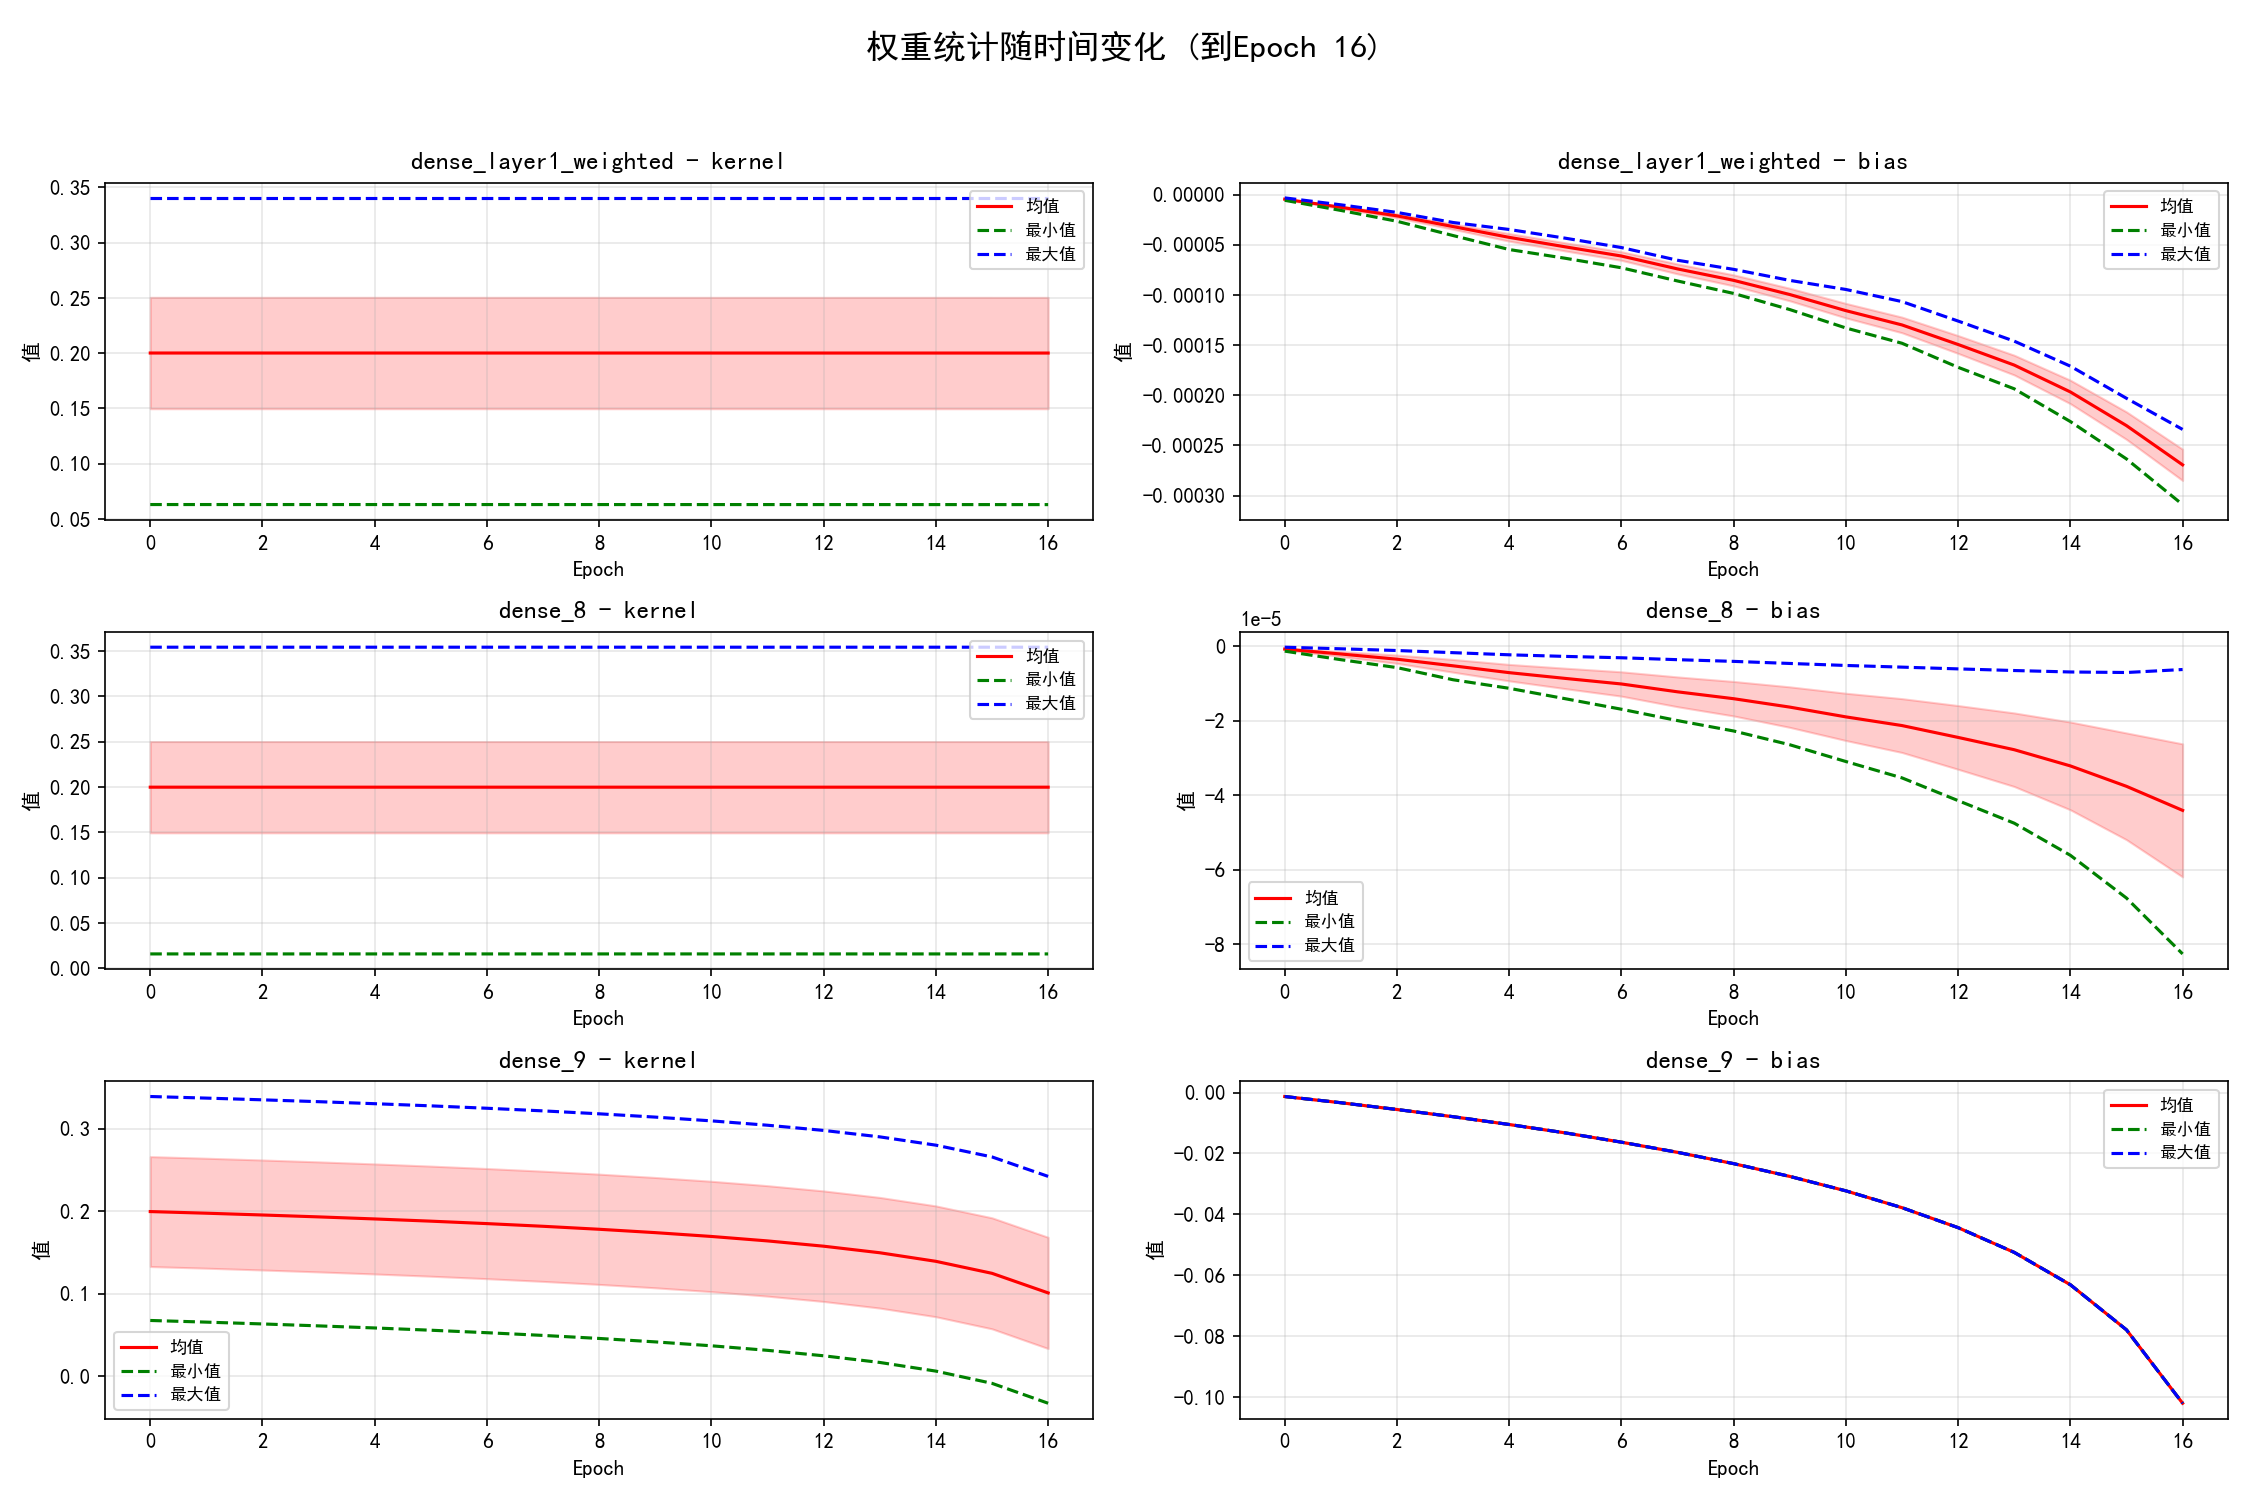 权重统计随时间变化 (到Epoch 16)
dense_layer1_weighted - kernel
0.35
0.30
0.25
0.20
0.15
0.10
0.05
值
0 2 4 6 8 10 12 14 16
Epoch
均值
最小值
最大值
dense_layer1_weighted - bias
0.00000
-0.00005
-0.00010
-0.00015
-0.00020
-0.00025
-0.00030
值
0 2 4 6 8 10 12 14 16
Epoch
均值
最小值
最大值
dense_8 - kernel
0.35
0.30
0.25
0.20
0.15
0.10
0.05
0.00
值
0 2 4 6 8 10 12 14 16
Epoch
均值
最小值
最大值
dense_8 - bias
1e-5
0
-2
-4
-6
-8
值
0 2 4 6 8 10 12 14 16
Epoch
均值
最小值
最大值
dense_9 - kernel
0.3
0.2
0.1
0.0
值
0 2 4 6 8 10 12 14 16
Epoch
均值
最小值
最大值
dense_9 - bias
0.00
-0.02
-0.04
-0.06
-0.08
-0.10
值
0 2 4 6 8 10 12 14 16
Epoch
均值
最小值
最大值